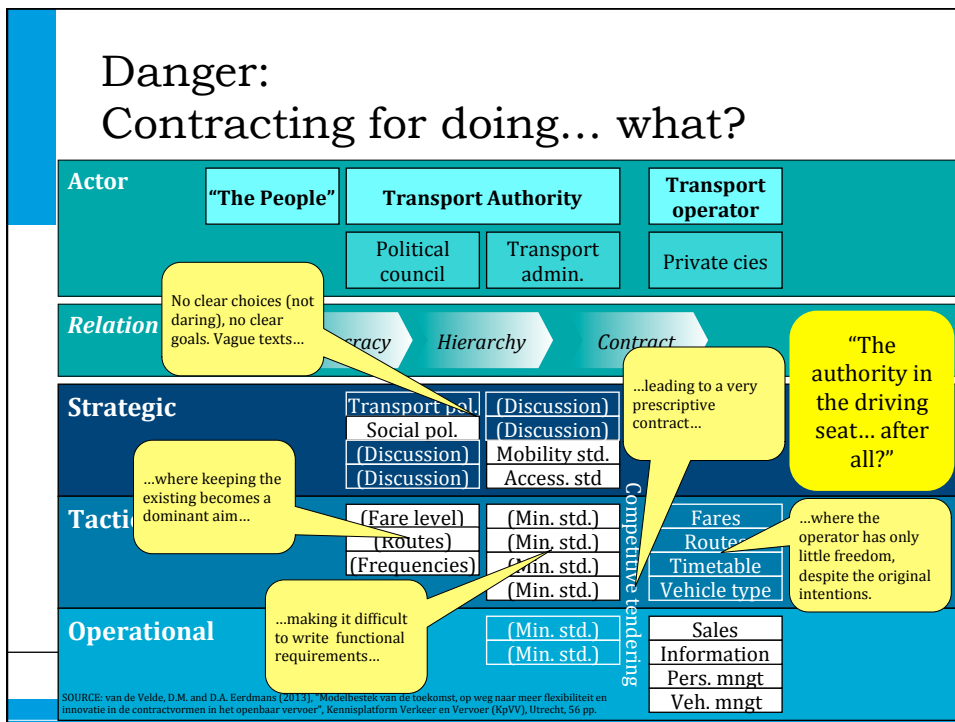 Danger:
Contracting for doing… what?
Actor
“The People”
Transport Authority
Transport
operator
Political
council
Transport
admin.
Private cies
Relation
cracy
Hierarchy
Contract
No clear choices (not
daring), no clear
goals. Vague texts…
…leading to a very
prescriptive
contract…
“The
authority in
the driving
seat… after
all?”
Strategic
Transport pol.
Social pol.
(Discussion)
(Discussion)
(Discussion)
(Discussion)
Mobility std.
Access. std
…where keeping the
existing becomes a
dominant aim…
Tactic
(Fare level)
(Routes)
(Frequencies)
(Min. std.)
(Min. std.)
(Min. std.)
(Min. std.)
Competitive tendering
Fares
Routes
Timetable
Vehicle type
…where the
operator has only
little freedom,
despite the original
intentions.
Operational
…making it difficult
to write functional
requirements…
(Min. std.)
(Min. std.)
Sales
Information
Pers. mngt
Veh. mngt
SOURCE: van de Velde, D.M. and D.A. Eerdmans (2013), “Modelbestek van de toekomst, op weg naar meer flexibiliteit en
innovatie in de contractvormen in het openbaar vervoer”, Kennisplatform Verkeer en Vervoer (KpVV), Utrecht, 56 pp.